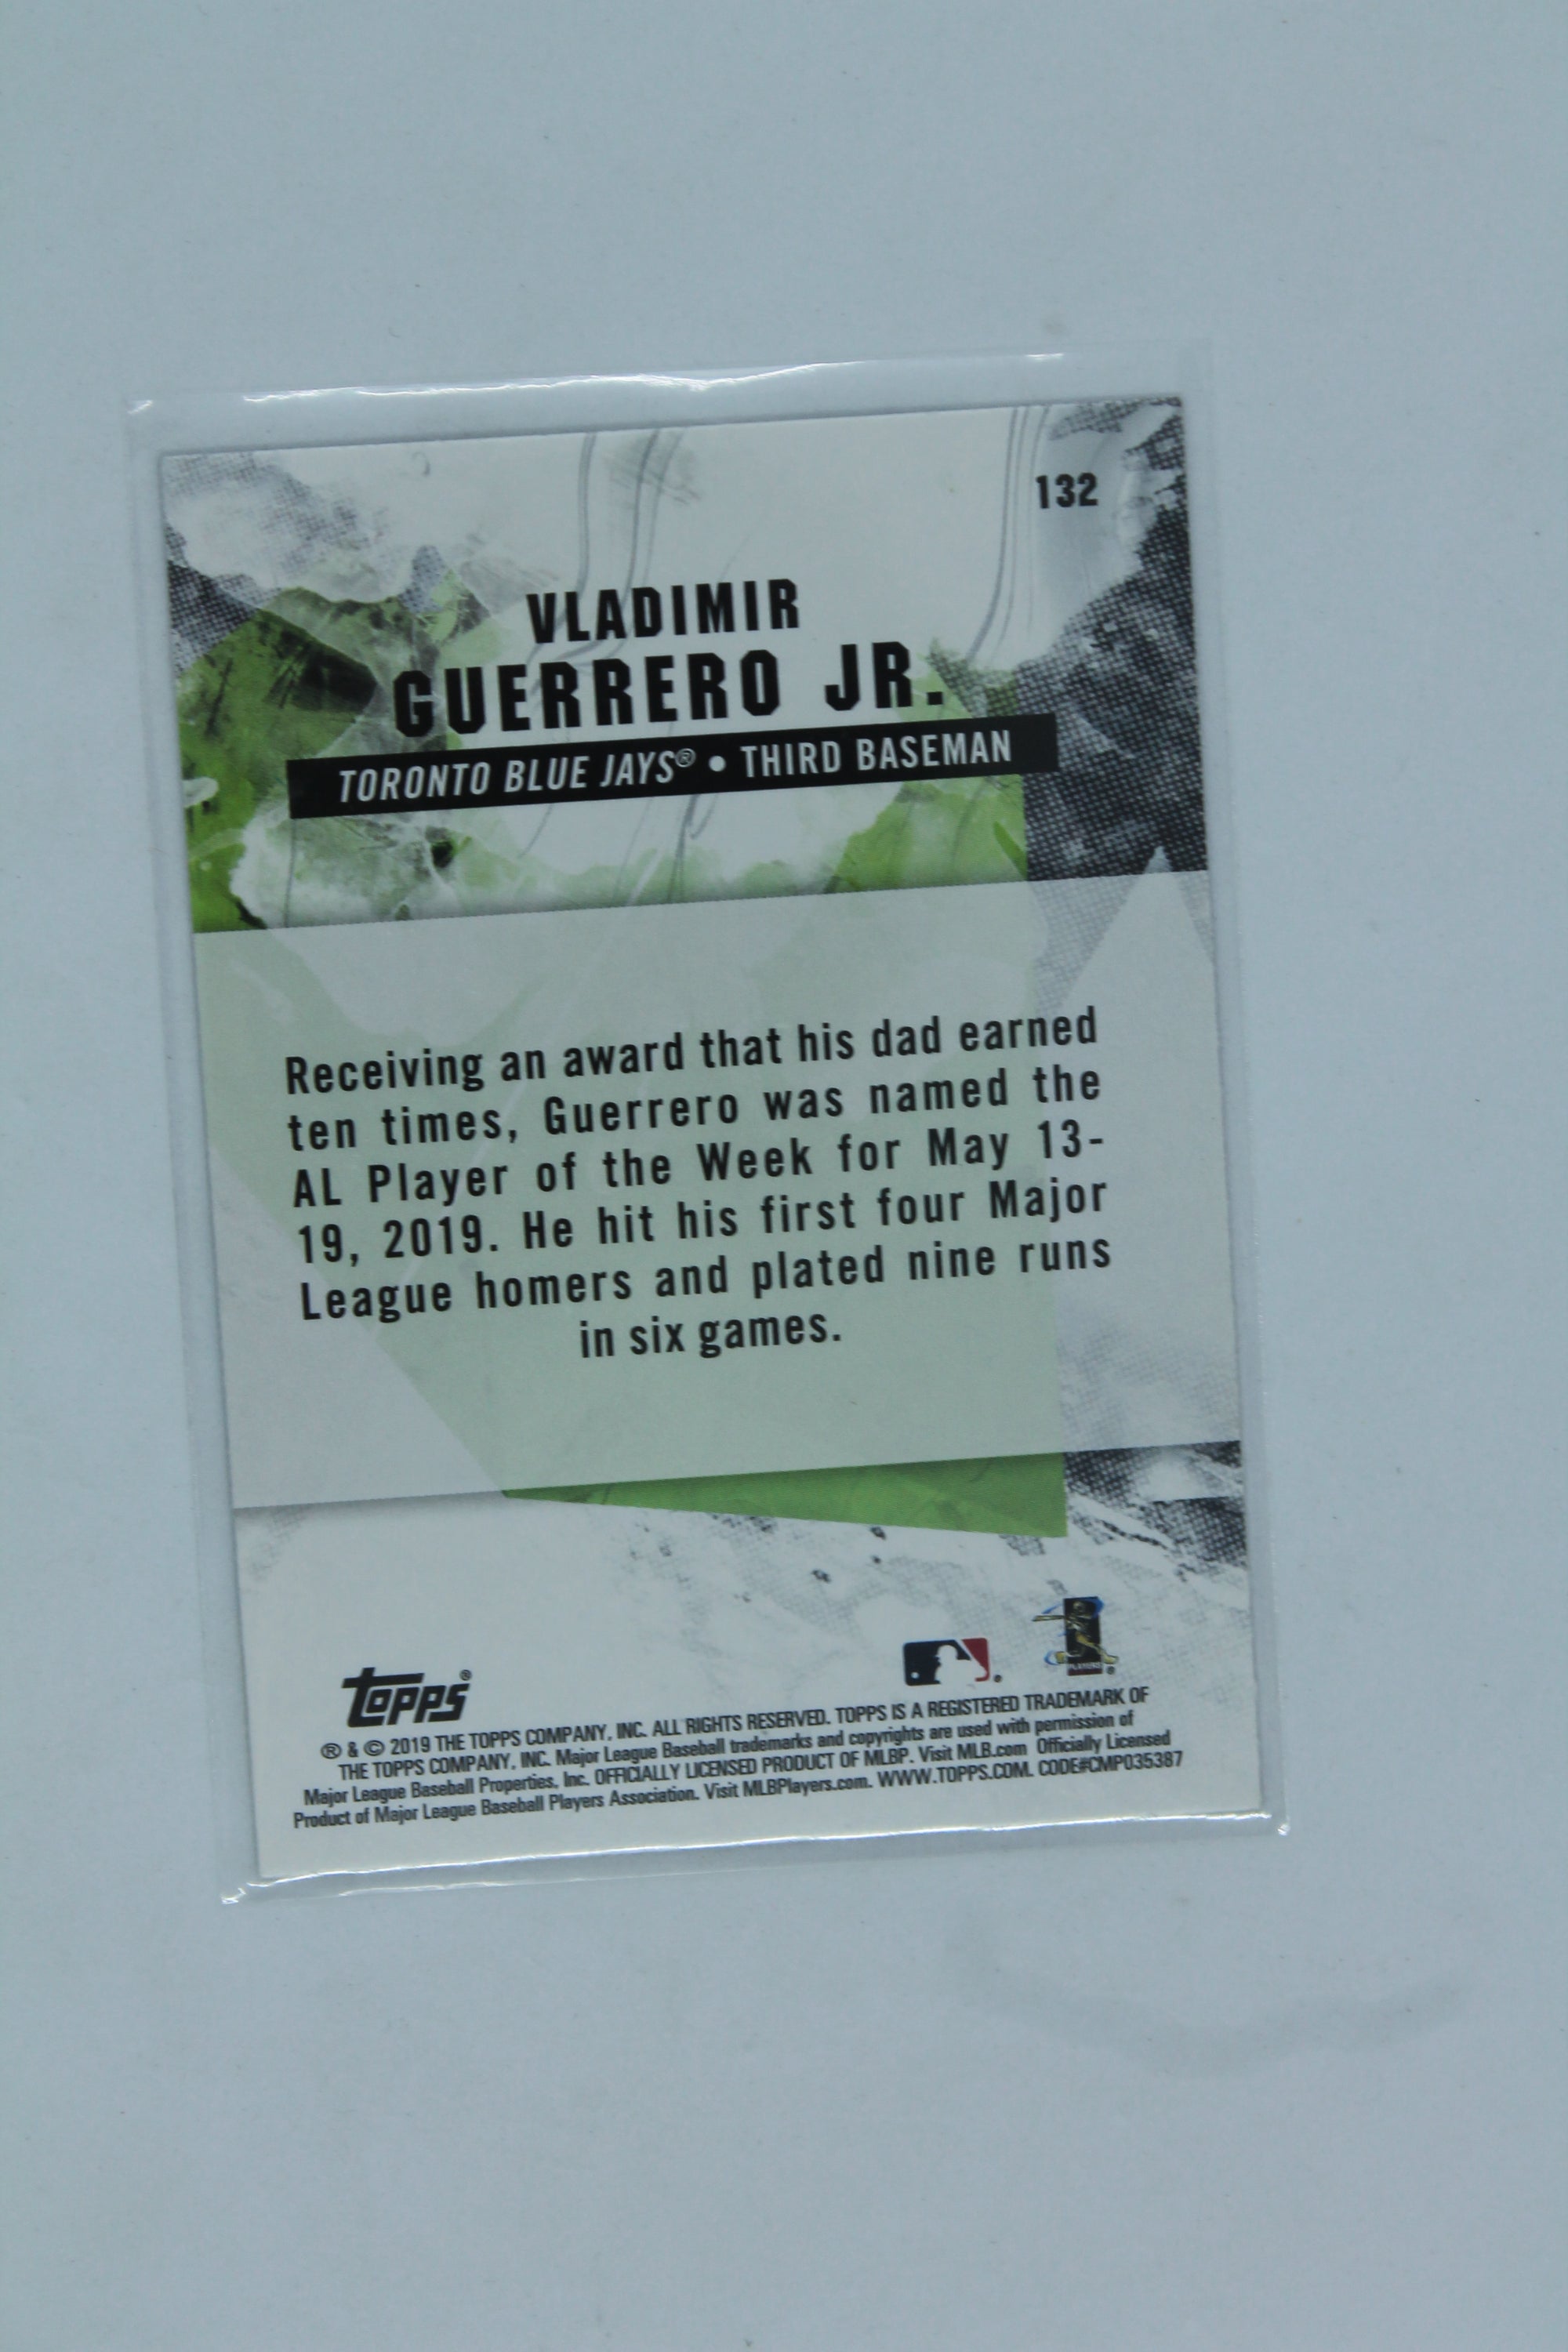 132
VLADIMIR
GUERRERO JR.
TORONTO BLUE JAYS® • THIRD BASEMAN
Receiving an award that his dad earned
ten times, Guerrero was named the
AL Player of the Week for May 13-
19, 2019. He hit his first four Major
League homers and plated nine runs
in six games.
topps®
® & © 2019 THE TOPPS COMPANY, INC. ALL RIGHTS RESERVED. TOPPS IS A REGISTERED TRADEMARK OF
THE TOPPS COMPANY, INC. Major League Baseball trademarks and copyrights are used with permission of
Major League Baseball Properties, Inc. OFFICIALLY LICENSED PRODUCT OF MLBP. Visit MLB.com Officially Licensed
Product of Major League Baseball Players Association. Visit MLBPlayers.com. WWW.TOPPS.COM. CODE#CMP035387